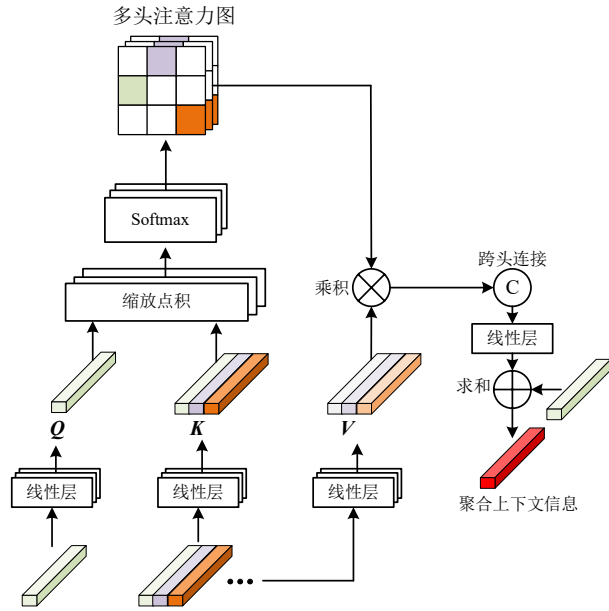 多头注意力图
Softmax
缩放点积
乘积
跨头连接
C
线性层
求和
Q
K
V
线性层
线性层
线性层
聚合上下文信息
...